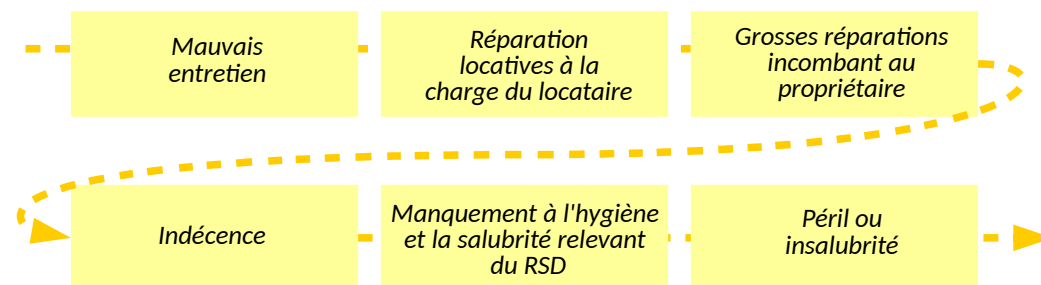 Mauvais
entretien
Réparation
locatives à la
charge du locataire
Grosses réparations
incombant au
propriétaire
Indécence
Manquement à l'hygiène
et la salubrité relevant
du RSD
Péril ou
insalubrité